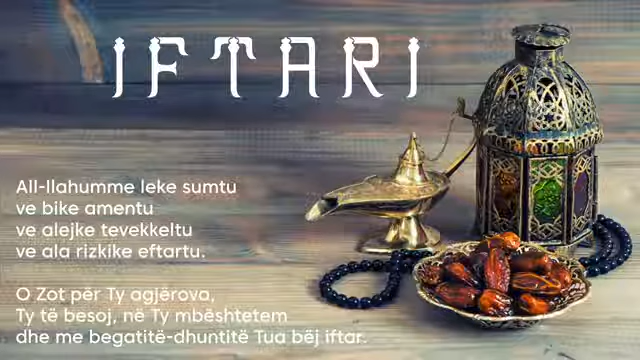 IFTARI
All-llahumme leke sumtu
ve bike amentu
ve alejke tevekkeltu
ve ala rizkike eftartu.
O Zot për Ty agjërova,
Ty të besoj, në Ty mbështetem
dhe me begatitë-dhuntitë Tua bëj iftar.